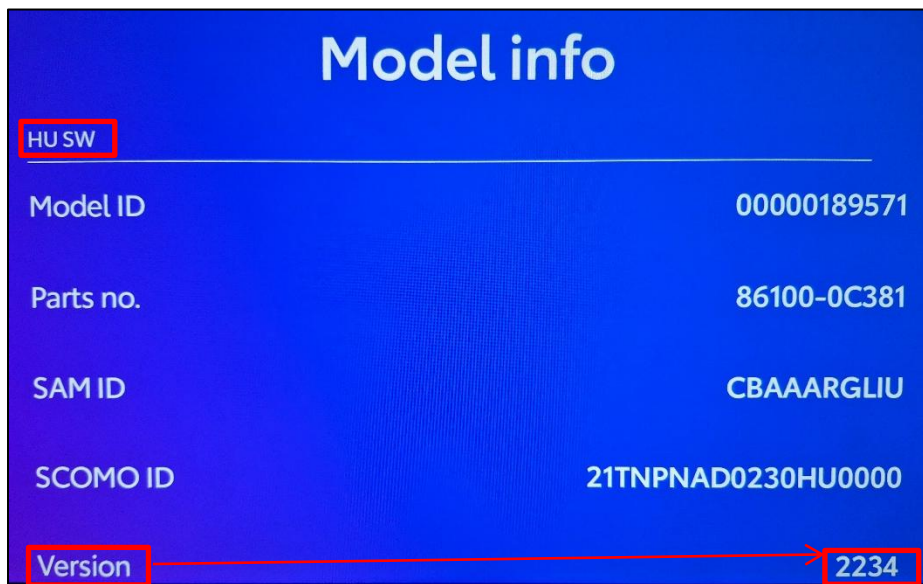 Model info
HU SW
Model ID 00000189571
Parts no. 86100-0C381
SAM ID CBAAARGLIU
SCOMO ID 21TNPNAD0230HU0000
Version 2234